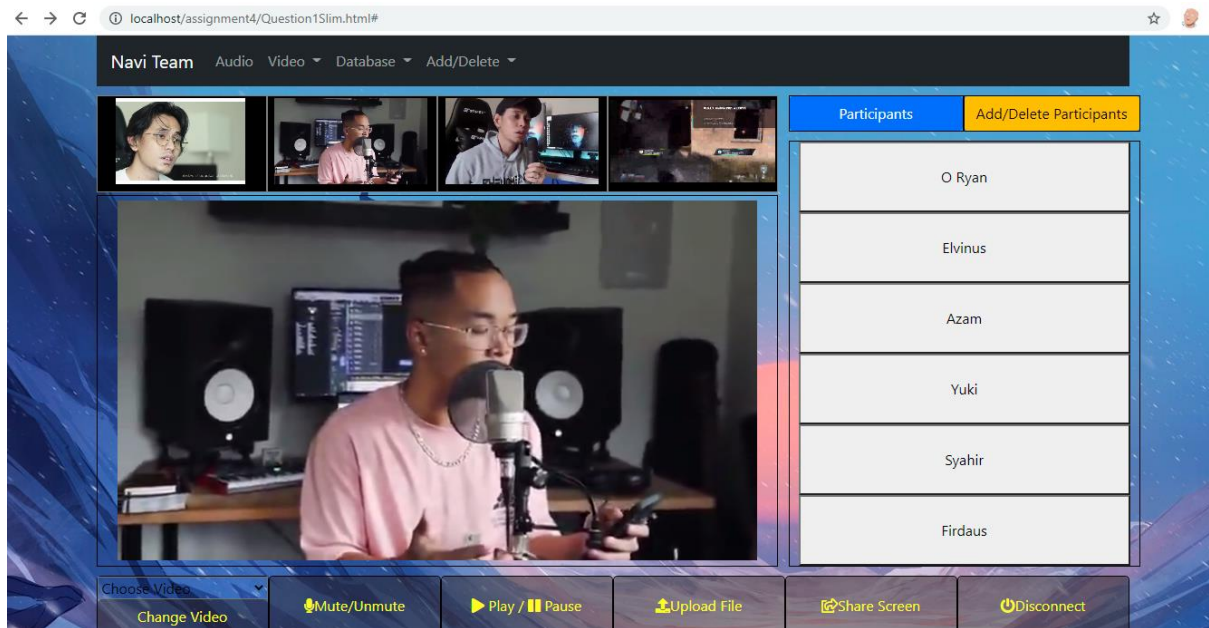 localhost/assignment4/Question1Slim.html#
Navi Team Audio Video Database Add/Delete
Participants Add/Delete Participants
O Ryan
Elvinus
Azam
Yuki
Syahir
Firdaus
Choose Video
Change Video
Mute/Unmute
Play / Pause
Upload File
Share Screen
Disconnect